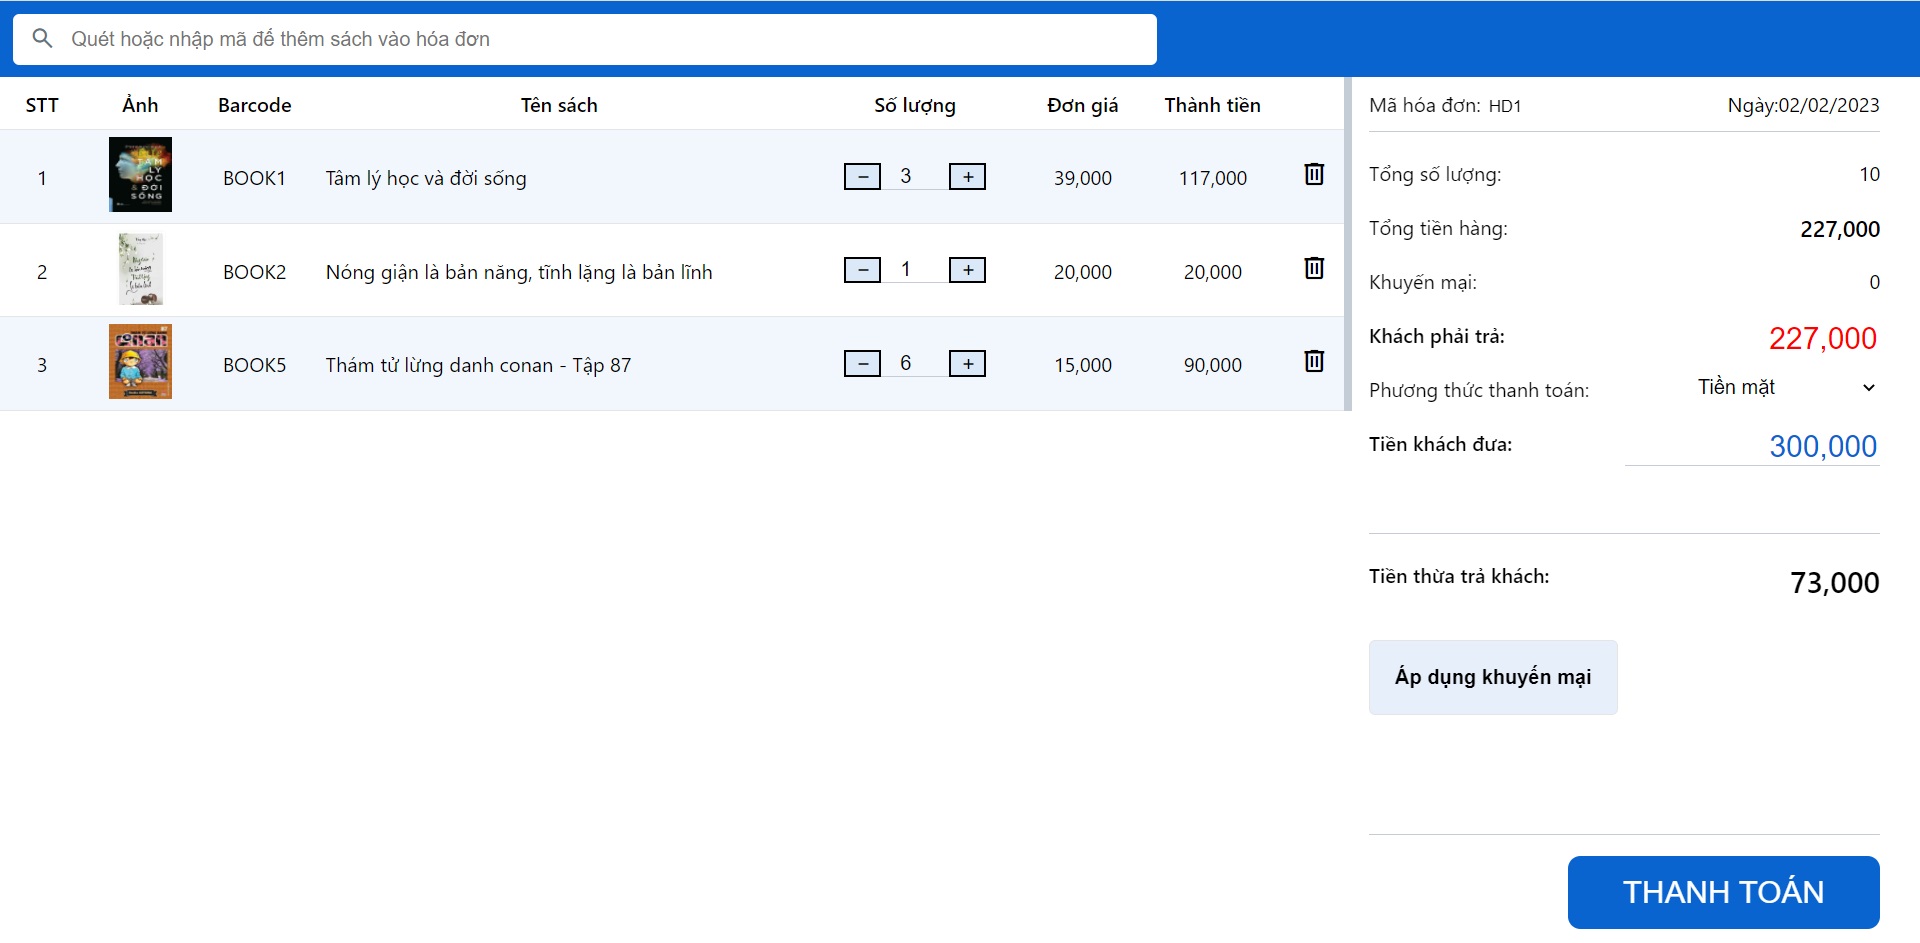 Quét hoặc nhập mã để thêm sách vào hóa đơn
STT Ảnh Barcode Tên sách Số lượng Đơn giá Thành tiền
1 TÂM LÝ HỌC & ĐỜI SỐNG BOOK1 Tâm lý học và đời sống − 3 + 39,000 117,000
2 BOOK2 Nóng giận là bản năng, tĩnh lặng là bản lĩnh − 1 + 20,000 20,000
3 conan BOOK5 Thám tử lừng danh conan - Tập 87 − 6 + 15,000 90,000
Mã hóa đơn: HD1 Ngày:02/02/2023
Tổng số lượng: 10
Tổng tiền hàng: 227,000
Khuyến mại: 0
Khách phải trả: 227,000
Phương thức thanh toán: Tiền mặt
Tiền khách đưa: 300,000
Tiền thừa trả khách: 73,000
Áp dụng khuyến mại
THANH TOÁN